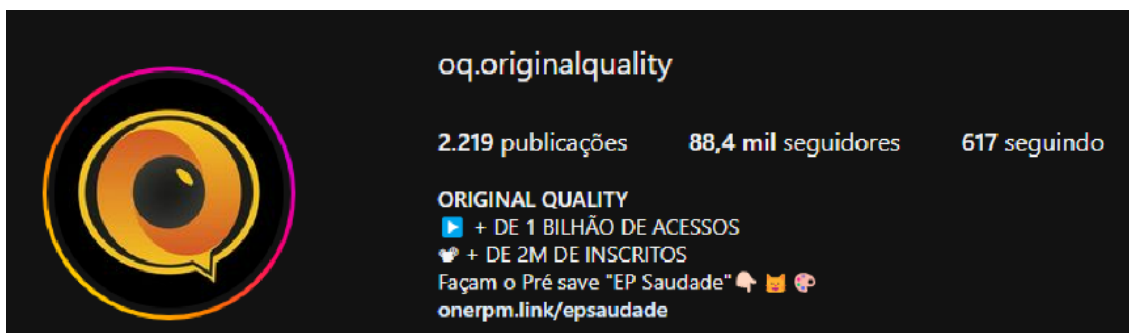 oq.originalquality
2.219 publicações 88,4 mil seguidores 617 seguindo
ORIGINAL QUALITY
▶️ + DE 1 BILHÃO DE ACESSOS
📽️ + DE 2M DE INSCRITOS
Façam o Pré save "EP Saudade"👇🏻 😺 🎨
onerpm.link/epsaudade